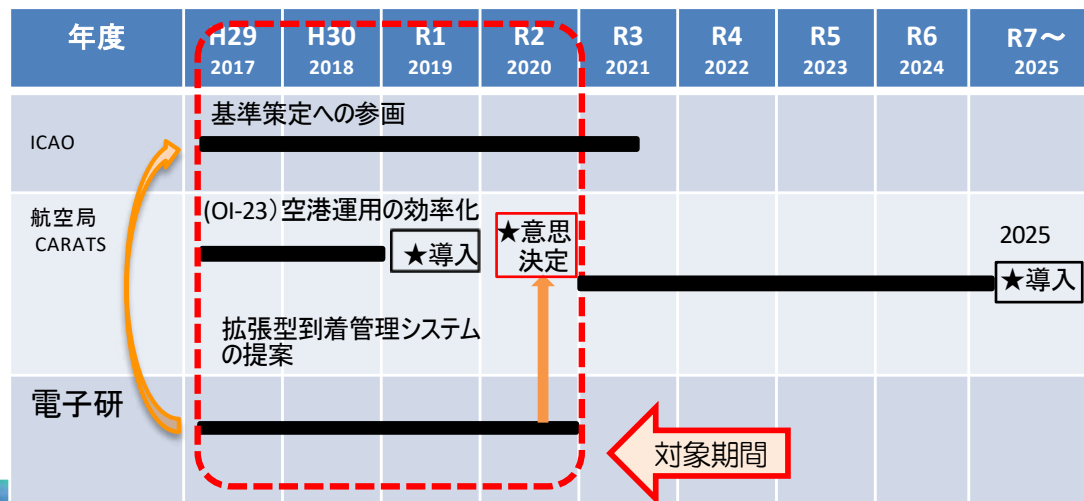 年度
H29
2017
H30
2018
R1
2019
R2
2020
R3
2021
R4
2022
R5
2023
R6
2024
R7～
2025
ICAO
基準策定への参画
航空局
CARATS
(OI-23)空港運用の効率化
★導入
★意思
決定
2025
★導入
拡張型到着管理システム
の提案
電子研
対象期間